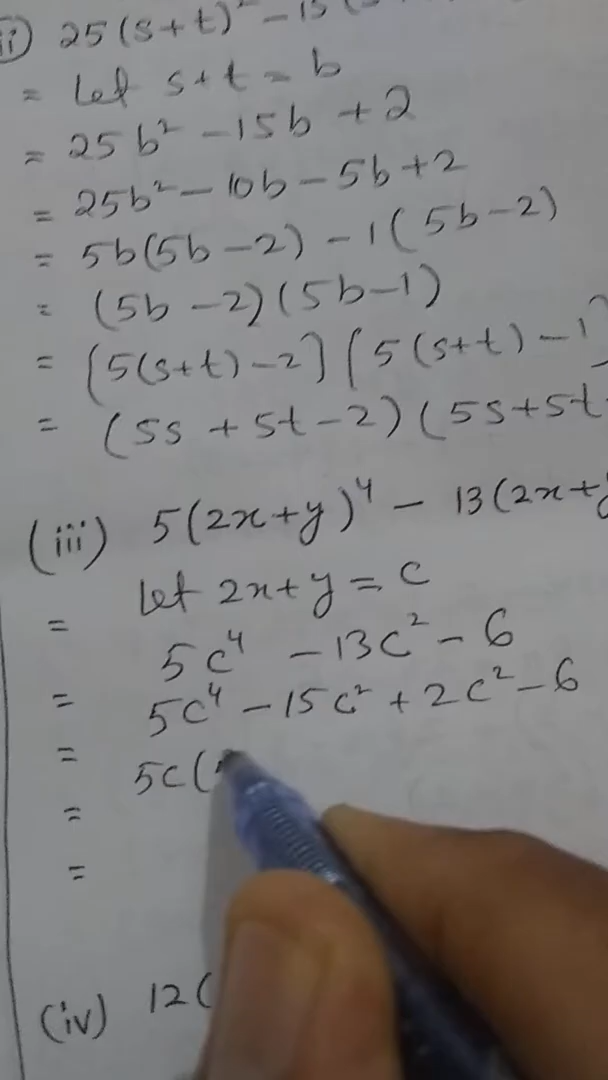 ii) 25(s+t)² - 15(
= Let s+t = b
= 25b² - 15b + 2
= 25b² - 10b - 5b + 2
= 5b(5b - 2) - 1(5b - 2)
= (5b - 2)(5b - 1)
= [5(s+t) - 2][5(s+t) - 1]
= (5s + 5t - 2)(5s + 5t
(iii) 5(2x+y)⁴ - 13(2x+y
= Let 2x+y = c
5c⁴ - 13c² - 6
= 5c⁴ - 15c² + 2c² - 6
= 5c(
=
=
(iv) 12(